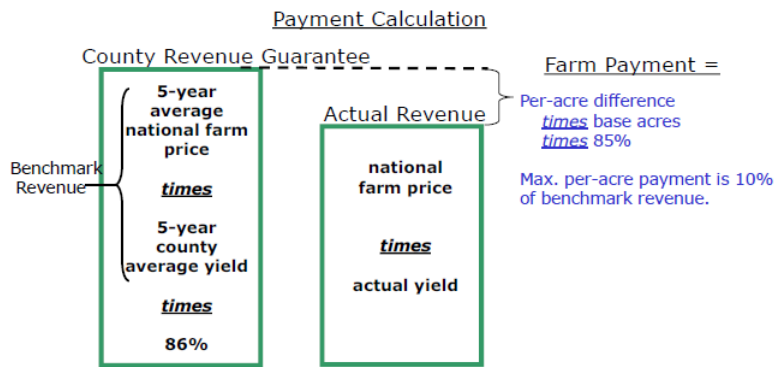 Payment Calculation
County Revenue Guarantee
5-year
average
national farm
price
times
5-year
county
average yield
times
86%
Benchmark
Revenue
Actual Revenue
national
farm price
times
actual yield
Farm Payment =
Per-acre difference
times base acres
times 85%
Max. per-acre payment is 10%
of benchmark revenue.